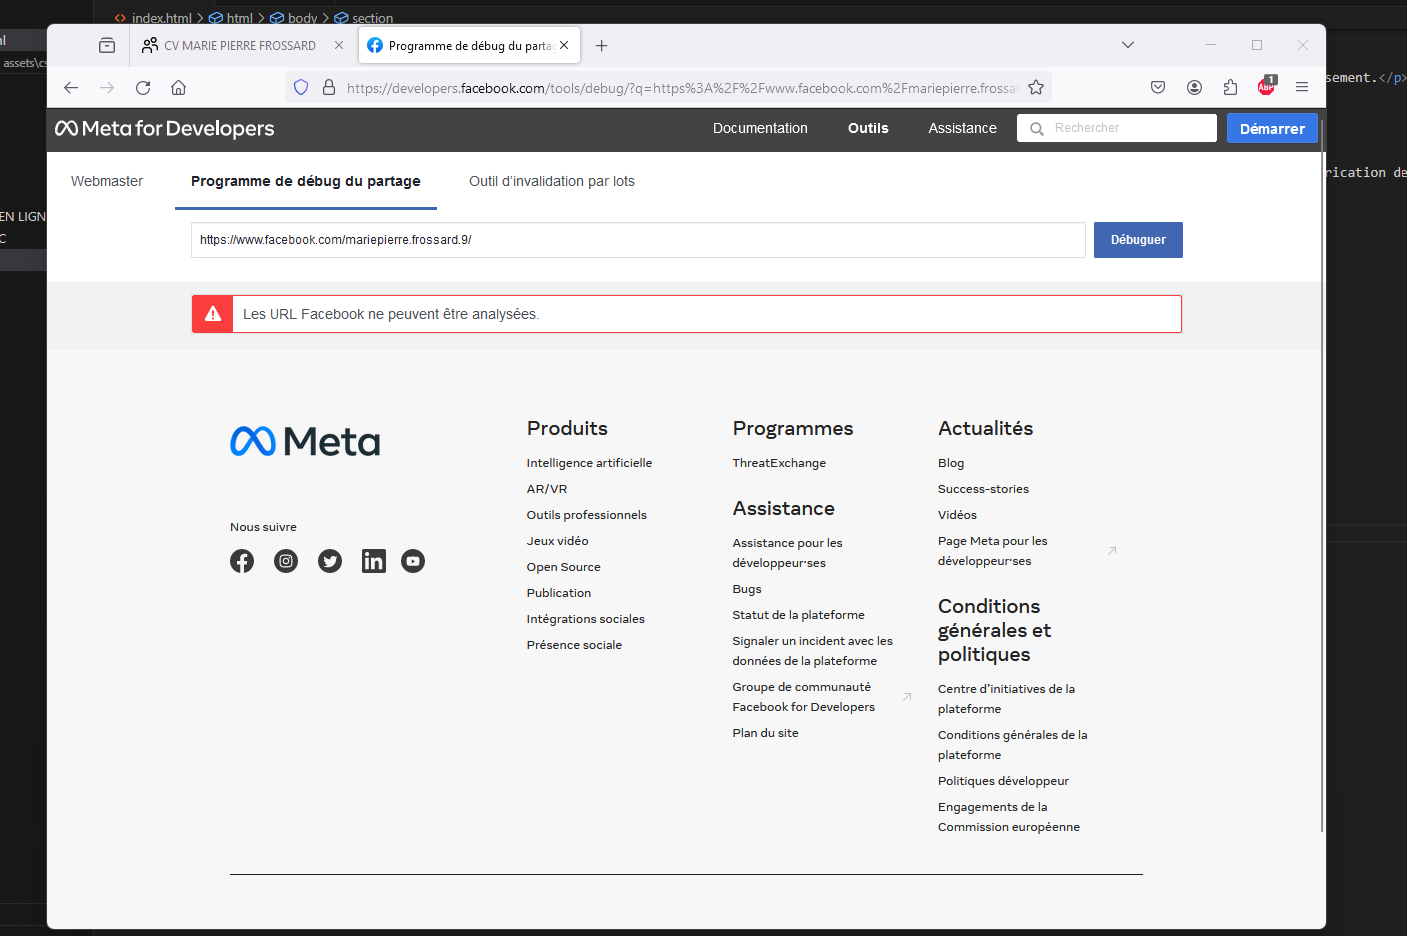 index.html > html > body > section
CV MARIE PIERRE FROSSARD
Programme de débug du parta
assets\cs
https://developers.facebook.com/tools/debug/?q=https%3A%2F%2Fwww.facebook.com%2Fmariepierre.frossar
1
ABP
sement.</p>
Meta for Developers
Documentation
Outils
Assistance
Rechercher
Démarrer
Webmaster
Programme de débug du partage
Outil d'invalidation par lots
rication de
EN LIGN
C
https://www.facebook.com/mariepierre.frossard.9/
Débuguer
Les URL Facebook ne peuvent être analysées.
Meta
Nous suivre
Produits
Intelligence artificielle
AR/VR
Outils professionnels
Jeux vidéo
Open Source
Publication
Intégrations sociales
Présence sociale
Programmes
ThreatExchange
Assistance
Assistance pour les
développeur·ses
Bugs
Statut de la plateforme
Signaler un incident avec les
données de la plateforme
Groupe de communauté
Facebook for Developers
Plan du site
Actualités
Blog
Success-stories
Vidéos
Page Meta pour les
développeur·ses
Conditions
générales et
politiques
Centre d'initiatives de la
plateforme
Conditions générales de la
plateforme
Politiques développeur
Engagements de la
Commission européenne